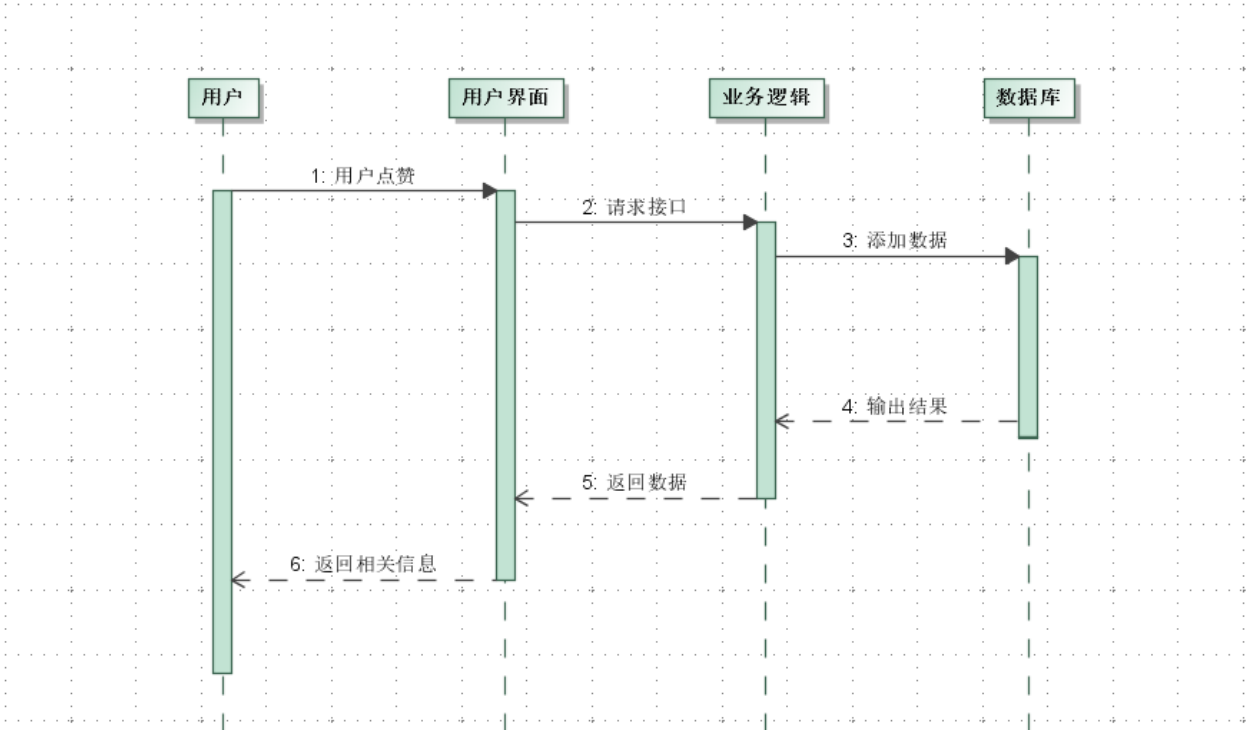 用户
用户界面
业务逻辑
数据库
1: 用户点赞
2: 请求接口
3: 添加数据
4: 输出结果
5: 返回数据
6: 返回相关信息